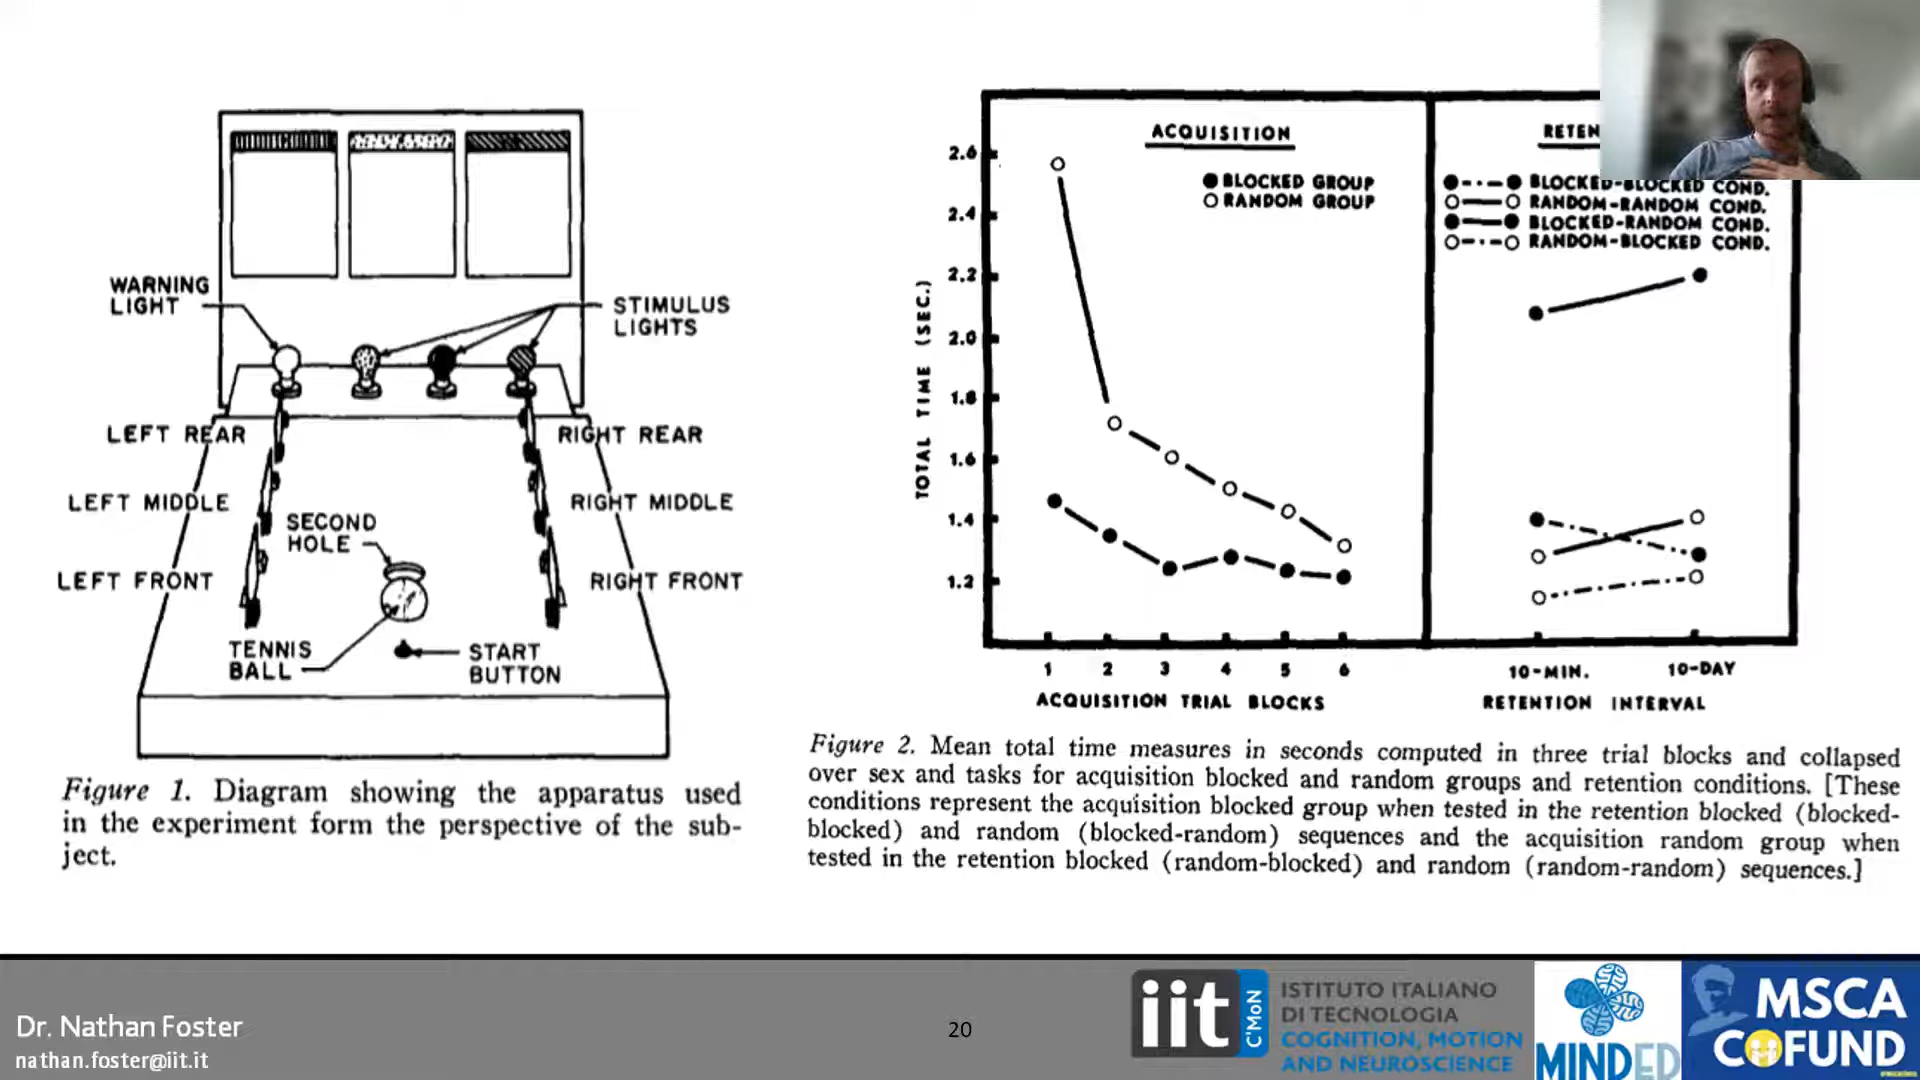 WARNING
LIGHT
STIMULUS
LIGHTS
LEFT REAR
RIGHT REAR
LEFT MIDDLE
RIGHT MIDDLE
SECOND
HOLE
LEFT FRONT
RIGHT FRONT
TENNIS
BALL
START
BUTTON
Figure 1. Diagram showing the apparatus used
in the experiment form the perspective of the sub-
ject.
ACQUISITION
BLOCKED GROUP
RANDOM GROUP
RETEN
BLOCKED-BLOCKED COND.
RANDOM-RANDOM COND.
BLOCKED-RANDOM COND.
RANDOM-BLOCKED COND.
TOTAL TIME (SEC.)
2.6
2.4
2.2
2.0
1.8
1.6
1.4
1.2
1 2 3 4 5 6
ACQUISITION TRIAL BLOCKS
10-MIN. 10-DAY
RETENTION INTERVAL
Figure 2. Mean total time measures in seconds computed in three trial blocks and collapsed
over sex and tasks for acquisition blocked and random groups and retention conditions. [These
conditions represent the acquisition blocked group when tested in the retention blocked (blocked-
blocked) and random (blocked-random) sequences and the acquisition random group when
tested in the retention blocked (random-blocked) and random (random-random) sequences.]
Dr. Nathan Foster
nathan.foster@iit.it
20
iit
C'MoN
ISTITUTO ITALIANO
DI TECNOLOGIA
COGNITION, MOTION
AND NEUROSCIENCE
MINDED
MSCA
COFUND